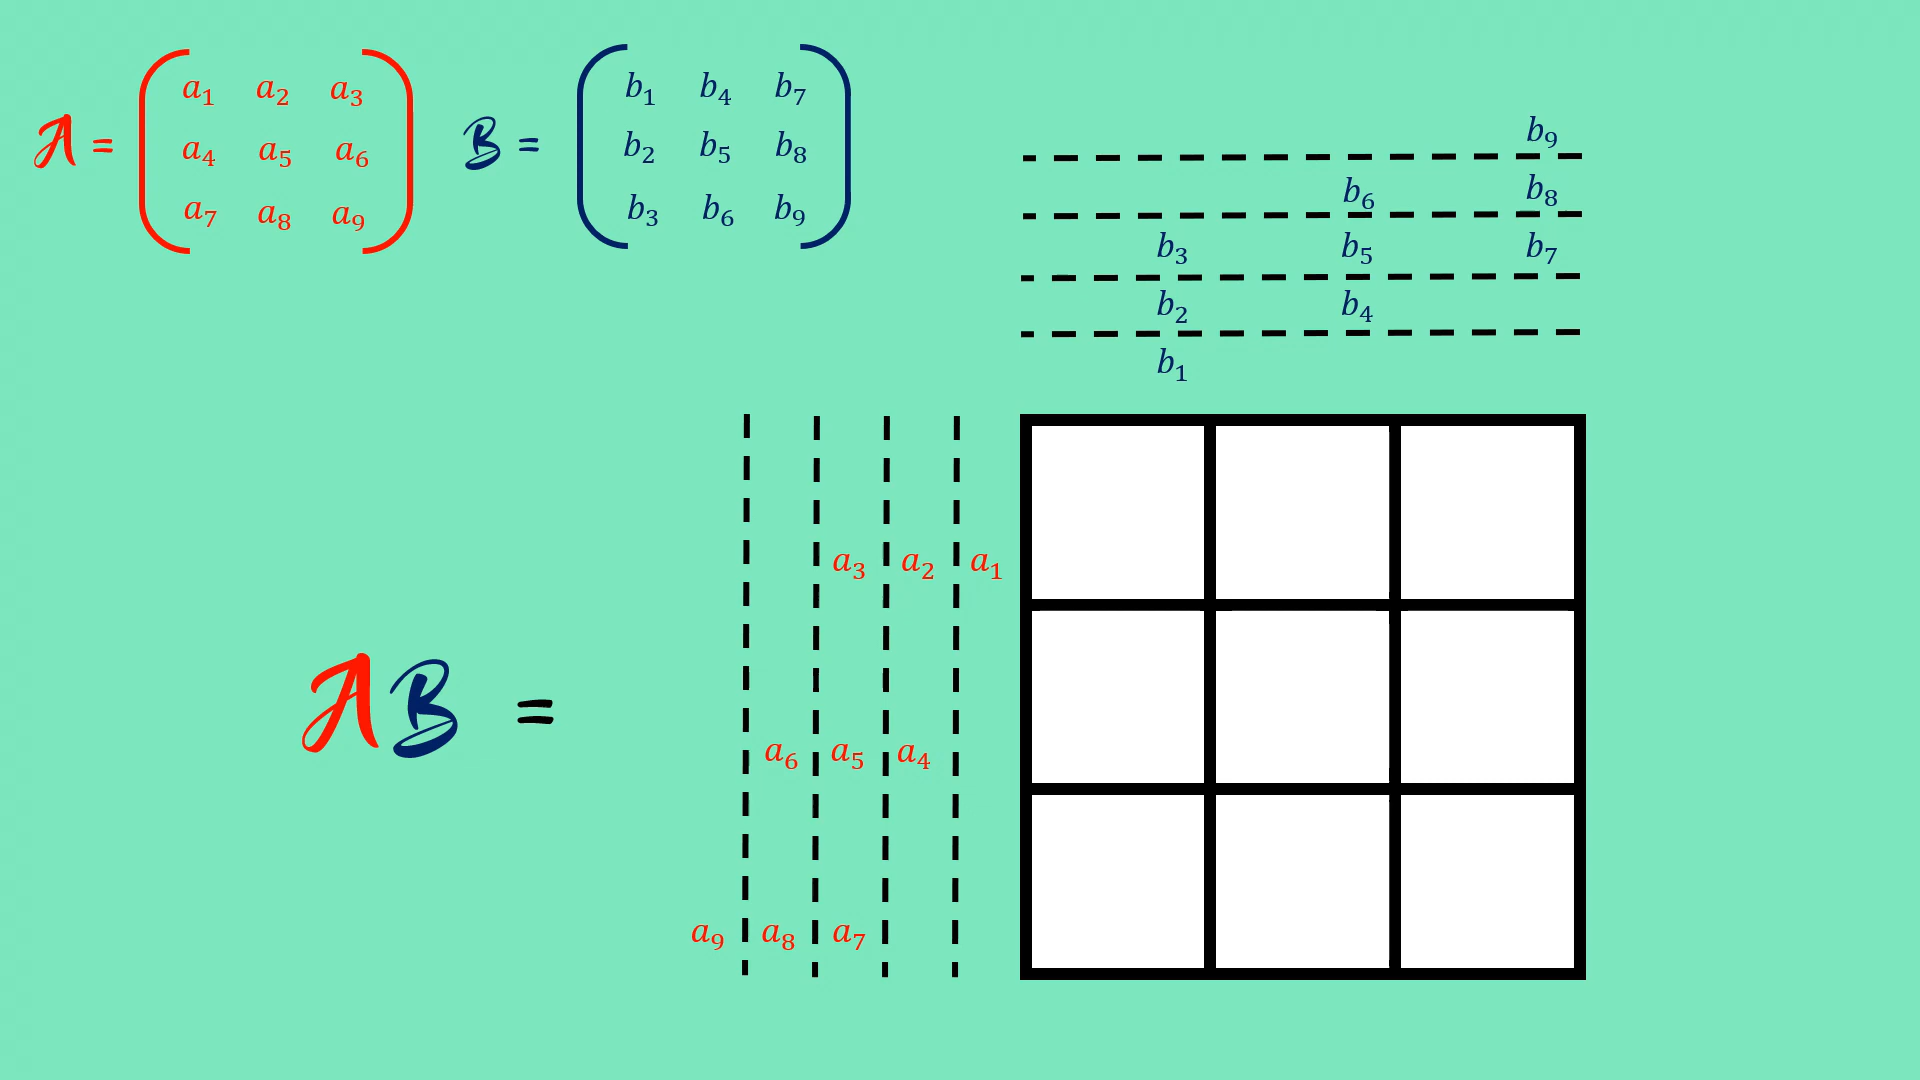 A = ( a₁ a₂ a₃
a₄ a₅ a₆
a₇ a₈ a₉ )
B = ( b₁ b₄ b₇
b₂ b₅ b₈
b₃ b₆ b₉ )
b₉
b₆ b₈
b₃ b₅ b₇
b₂ b₄
b₁
a₃ a₂ a₁
AB =
a₆ a₅ a₄
a₉ a₈ a₇